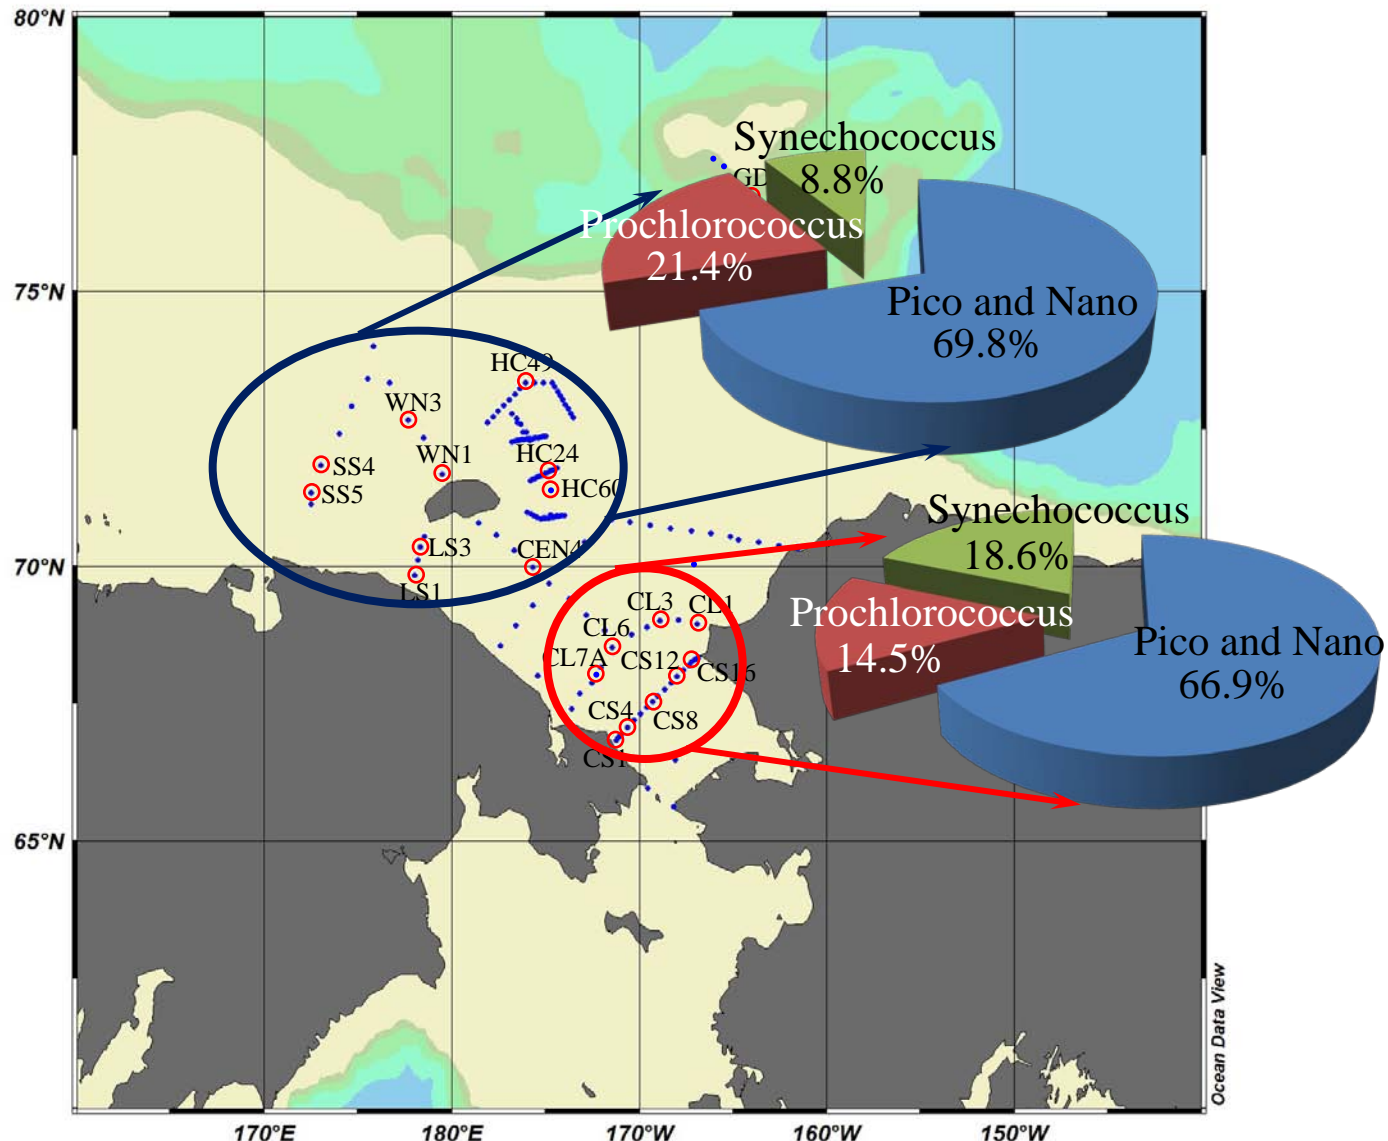 80°N
Synechococcus
8.8%
GD
Prochlorococcus
21.4%
75°N
Pico and Nano
69.8%
HC49
WN3
WN1
HC24
SS4
SS5
HC60
Synechococcus
18.6%
LS3
CEN4
70°N
LS1
CL3
CL1
Prochlorococcus
14.5%
CL6
CL7A
CS12
CS16
Pico and Nano
66.9%
CS4
CS8
CS1
65°N
Ocean Data View
170°E
180°W
170°W
160°W
150°W